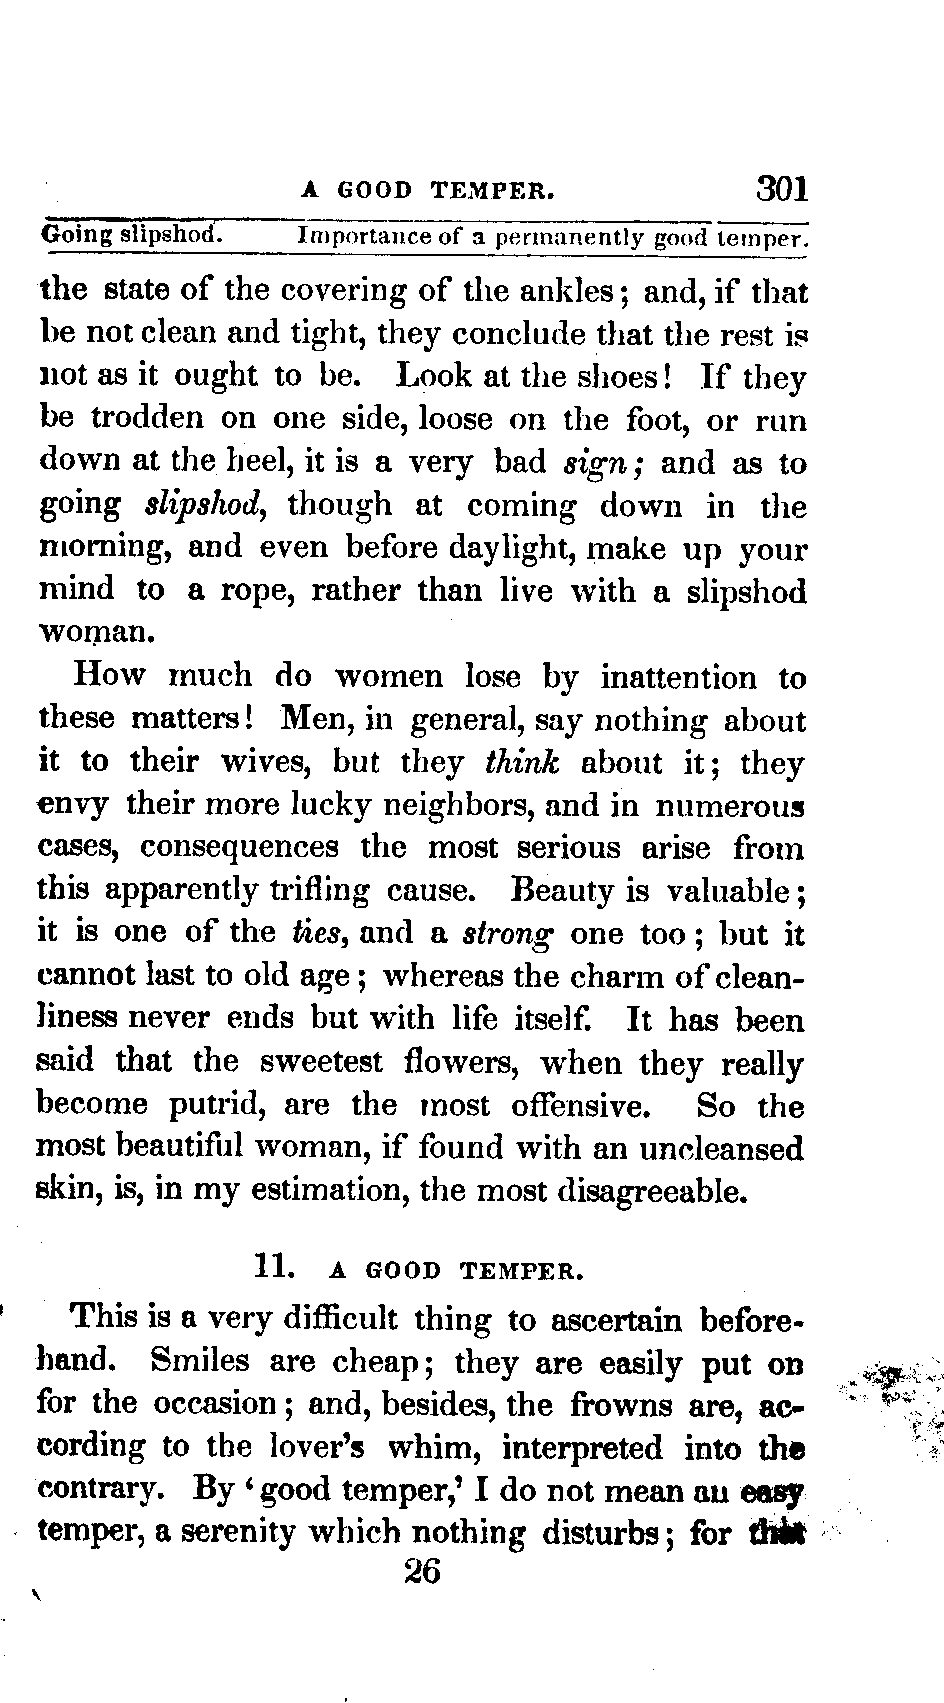 A GOOD TEMPER. 301
Going slipshod. Importance of a permanently good temper.
the state of the covering of the ankles; and, if that
be not clean and tight, they conclude that the rest is
not as it ought to be. Look at the shoes! If they
be trodden on one side, loose on the foot, or run
down at the heel, it is a very bad sign; and as to
going slipshod, though at coming down in the
morning, and even before daylight, make up your
mind to a rope, rather than live with a slipshod
woman.
How much do women lose by inattention to
these matters! Men, in general, say nothing about
it to their wives, but they think about it; they
envy their more lucky neighbors, and in numerous
cases, consequences the most serious arise from
this apparently trifling cause. Beauty is valuable;
it is one of the ties, and a strong one too; but it
cannot last to old age; whereas the charm of clean-
liness never ends but with life itself. It has been
said that the sweetest flowers, when they really
become putrid, are the most offensive. So the
most beautiful woman, if found with an uncleansed
skin, is, in my estimation, the most disagreeable.
11. A GOOD TEMPER.
This is a very difficult thing to ascertain before-
hand. Smiles are cheap; they are easily put on
for the occasion; and, besides, the frowns are, ac-
cording to the lover's whim, interpreted into the
contrary. By 'good temper,' I do not mean an easy
temper, a serenity which nothing disturbs; for that
26